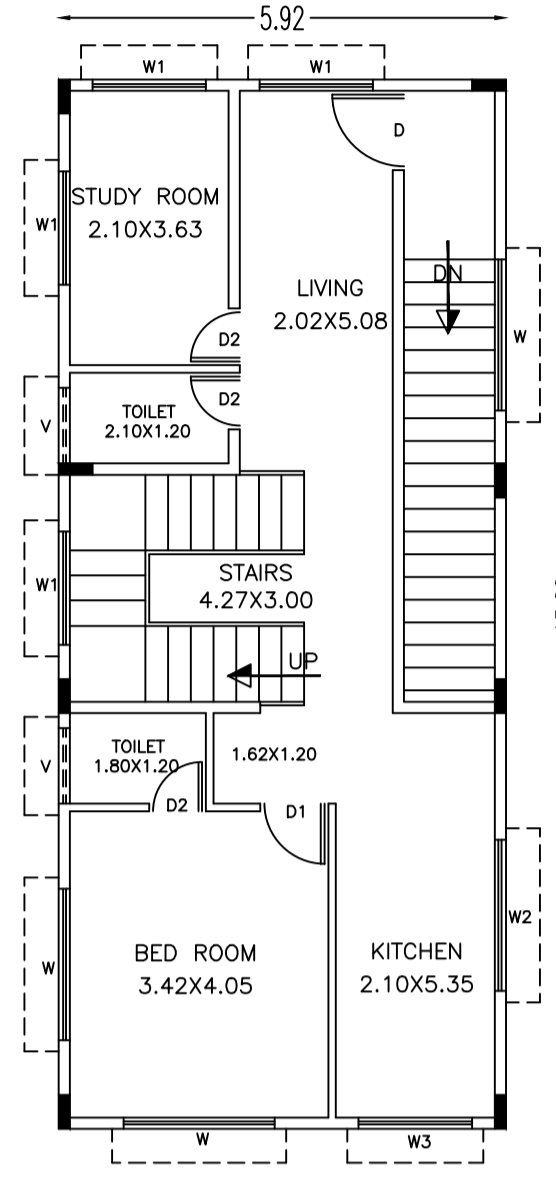 5.92
W1
W1
D
STUDY ROOM
2.10X3.63
W1
DN
LIVING
2.02X5.08
W
D2
D2
TOILET
2.10X1.20
V
W1
STAIRS
4.27X3.00
UP
TOILET
1.80X1.20
1.62X1.20
V
D2
D1
W2
BED ROOM
3.42X4.05
KITCHEN
2.10X5.35
W
W
W3